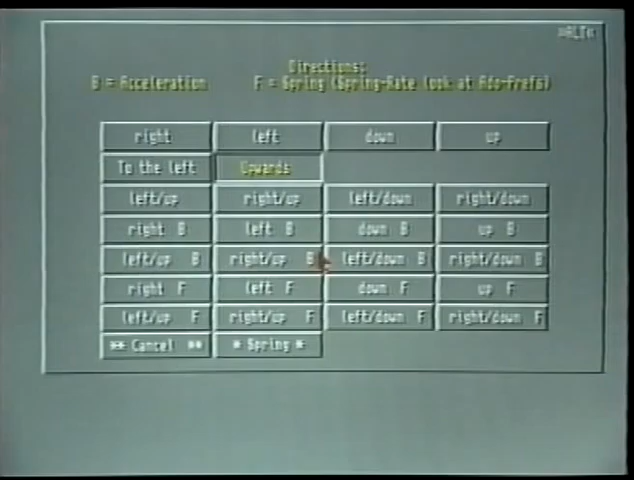 *ALT*
Directions:
B = Acceleration F = Spring (Spring-Rate look at Ado-Prefs)
right left down up
To the left Upwards
left/up right/up left/down right/down
right B left B down B up B
left/up B right/up B left/down B right/down B
right F left F down F up F
left/up F right/up F left/down F right/down F
** Cancel ** * Spring *